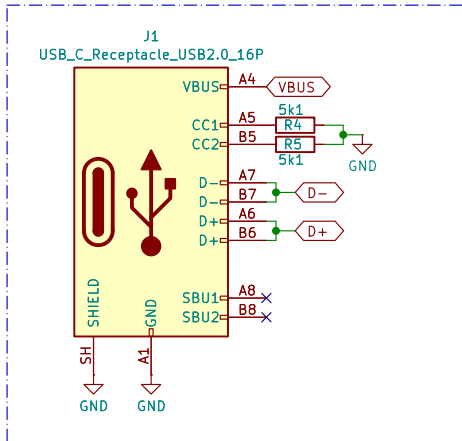 J1
USB_C_Receptacle_USB2.0_16P
VBUS A4 VBUS
5k1
CC1 A5 R4
CC2 B5 R5
5k1
GND
D- A7
D- B7 D-
D+ A6
D+ B6 D+
SBU1 A8
SBU2 B8
SHIELD
GND
SH
A1
GND
GND